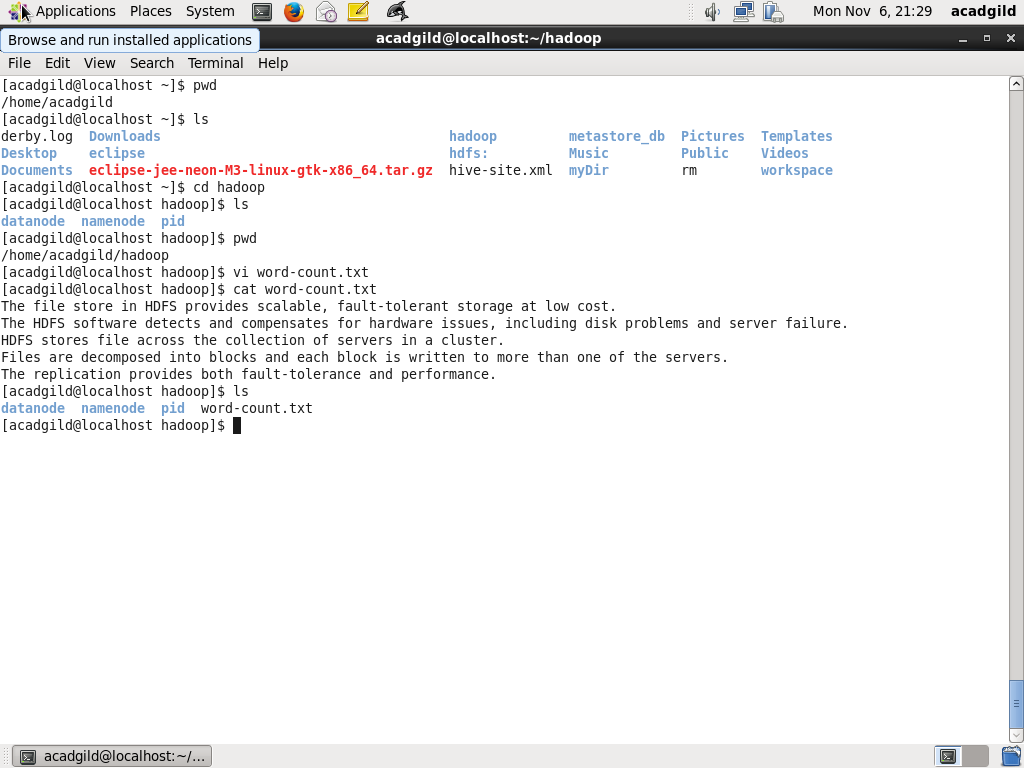 Applications Places System Mon Nov 6, 21:29 acadgild
Browse and run installed applications
acadgild@localhost:~/hadoop
File Edit View Search Terminal Help
[acadgild@localhost ~]$ pwd
/home/acadgild
[acadgild@localhost ~]$ ls
derby.log Downloads hadoop metastore_db Pictures Templates
Desktop eclipse hdfs: Music Public Videos
Documents eclipse-jee-neon-M3-linux-gtk-x86_64.tar.gz hive-site.xml myDir rm workspace
[acadgild@localhost ~]$ cd hadoop
[acadgild@localhost hadoop]$ ls
datanode namenode pid
[acadgild@localhost hadoop]$ pwd
/home/acadgild/hadoop
[acadgild@localhost hadoop]$ vi word-count.txt
[acadgild@localhost hadoop]$ cat word-count.txt
The file store in HDFS provides scalable, fault-tolerant storage at low cost.
The HDFS software detects and compensates for hardware issues, including disk problems and server failure.
HDFS stores file across the collection of servers in a cluster.
Files are decomposed into blocks and each block is written to more than one of the servers.
The replication provides both fault-tolerance and performance.
[acadgild@localhost hadoop]$ ls
datanode namenode pid word-count.txt
[acadgild@localhost hadoop]$
acadgild@localhost:~/...